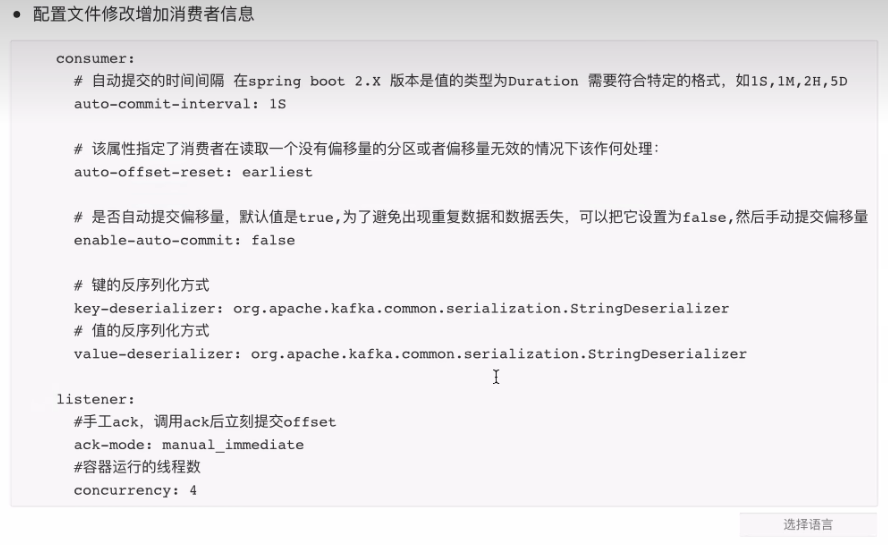 配置文件修改增加消费者信息
consumer:
# 自动提交的时间间隔 在spring boot 2.X 版本是值的类型为Duration 需要符合特定的格式，如1S,1M,2H,5D
auto-commit-interval: 1S
# 该属性指定了消费者在读取一个没有偏移量的分区或者偏移量无效的情况下该作何处理：
auto-offset-reset: earliest
# 是否自动提交偏移量，默认值是true,为了避免出现重复数据和数据丢失，可以把它设置为false,然后手动提交偏移量
enable-auto-commit: false
# 键的反序列化方式
key-deserializer: org.apache.kafka.common.serialization.StringDeserializer
# 值的反序列化方式
value-deserializer: org.apache.kafka.common.serialization.StringDeserializer
listener:
#手工ack，调用ack后立刻提交offset
ack-mode: manual_immediate
#容器运行的线程数
concurrency: 4
选择语言